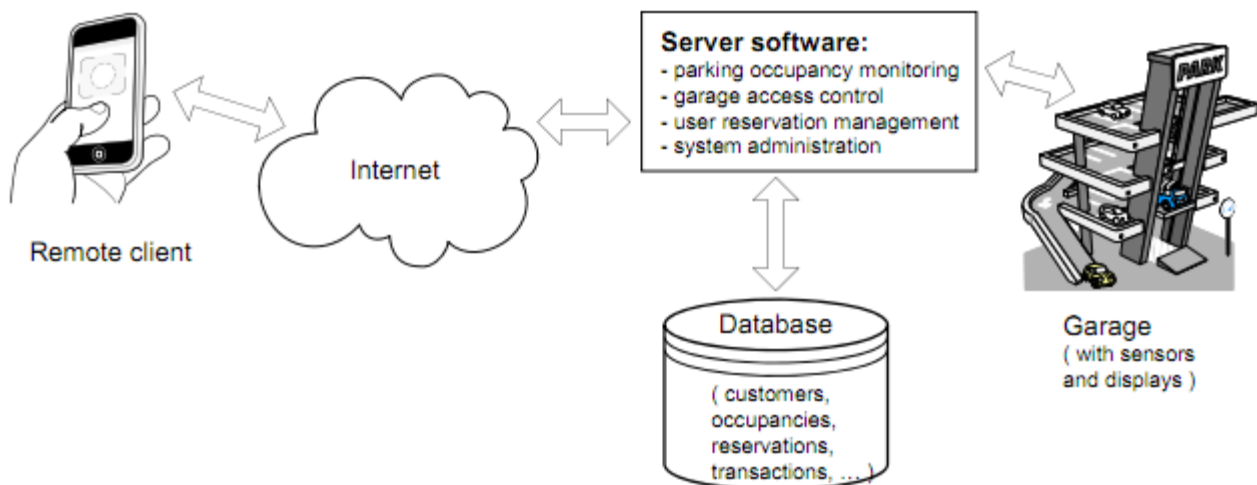 Server software:
- parking occupancy monitoring
- garage access control
- user reservation management
- system administration
PARK
Internet
Remote client
Database
( customers,
occupancies,
reservations,
transactions, … )
Garage
( with sensors
and displays )